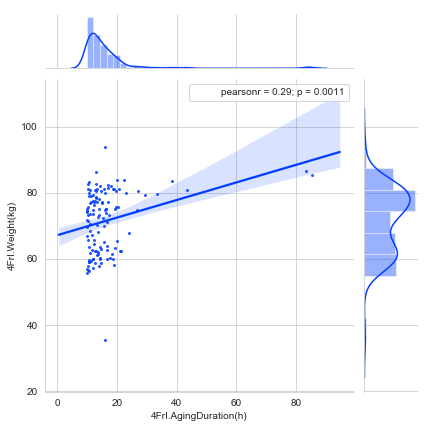 pearsonr = 0.29; p = 0.0011
100
80
60
40
20
4Frl.Weight(kg)
0 20 40 60 80
4Frl.AgingDuration(h)